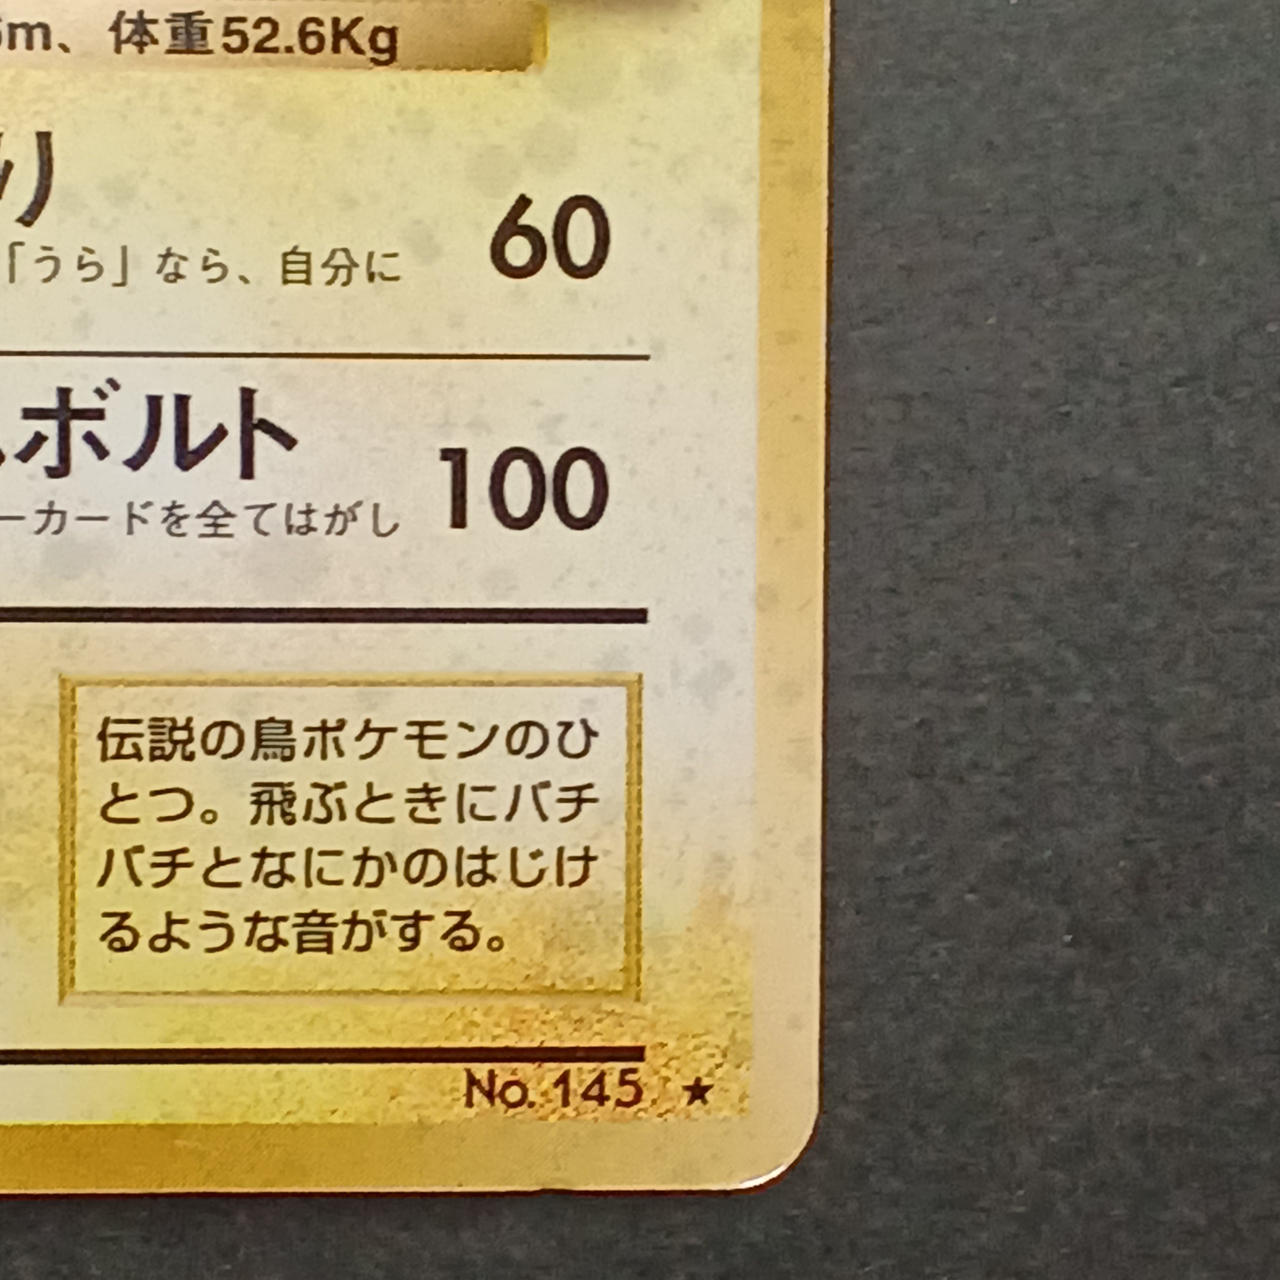 6m、体重52.6Kg
り
60
「うら」なら、自分に
ムボルト
100
ーカードを全てはがし
伝説の鳥ポケモンのひ
とつ。飛ぶときにバチ
バチとなにかのはじけ
るような音がする。
No.145 ★